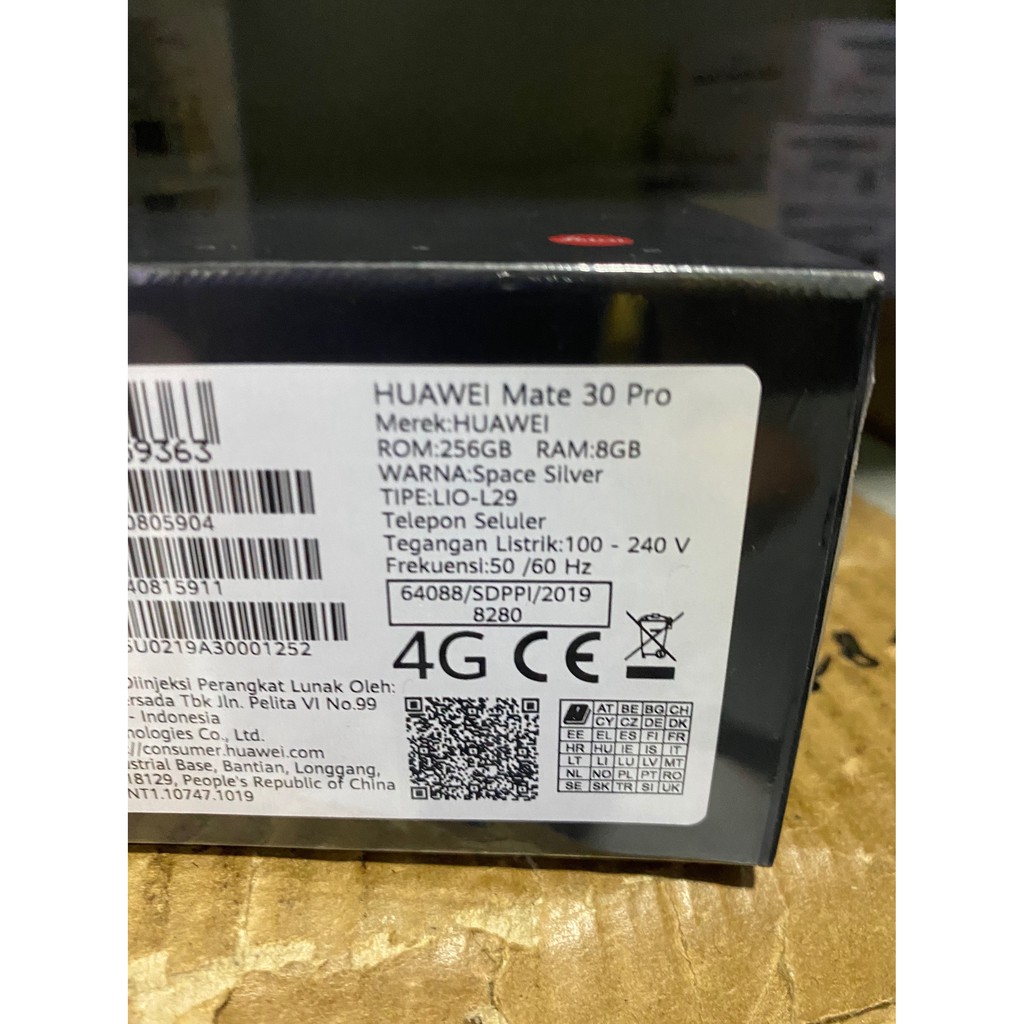 HUAWEI Mate 30 Pro
Merek:HUAWEI
ROM:256GB RAM:8GB
WARNA:Space Silver
TIPE:LIO-L29
Telepon Seluler
Tegangan Listrik:100 - 240 V
Frekuensi:50 /60 Hz
64088/SDPPI/2019
8280
4G CE
69363
0805904
40815911
5U0219A30001252
Diinjeksi Perangkat Lunak Oleh:
ersada Tbk Jln. Pelita VI No.99
- Indonesia
nologies Co., Ltd.
//consumer.huawei.com
ustrial Base, Bantian, Longgang,
18129, People's Republic of China
NT1.10747.1019
AT BE BG CH
CY CZ DE DK
EE EL ES FI FR
HR HU IE IS IT
LT LI LU LV MT
NL NO PL PT RO
SE SK TR SI UK